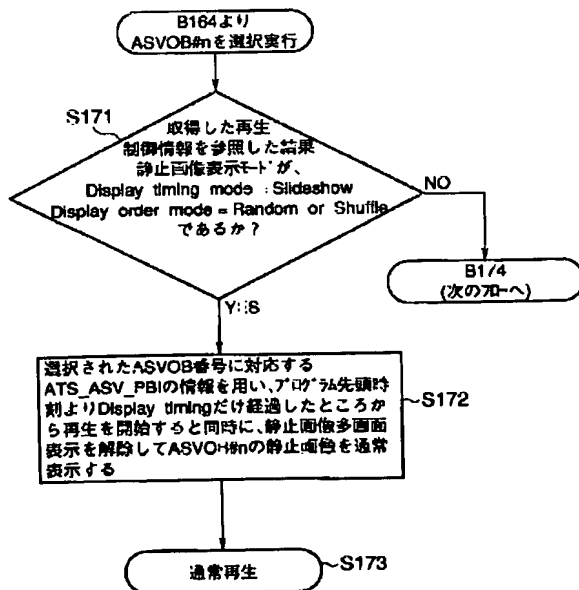 B164より
ASVOB#nを選択実行
S171
取得した再生
制御情報を参照した結果
静止画像表示モードが、
Display timing mode :Slideshow
Display order mode = Random or Shuffle
であるか?
NO
B174
(次のフローへ)
YES
選択されたASVOB番号に対応する
ATS_ASV_PBIの情報を用い、プログラム先頭時
刻よりDisplay timingだけ経過したところか
ら再生を開始すると同時に、静止画像多画面
表示を解除してASVOB#nの静止画像を通常
表示する
S172
通常再生
S173